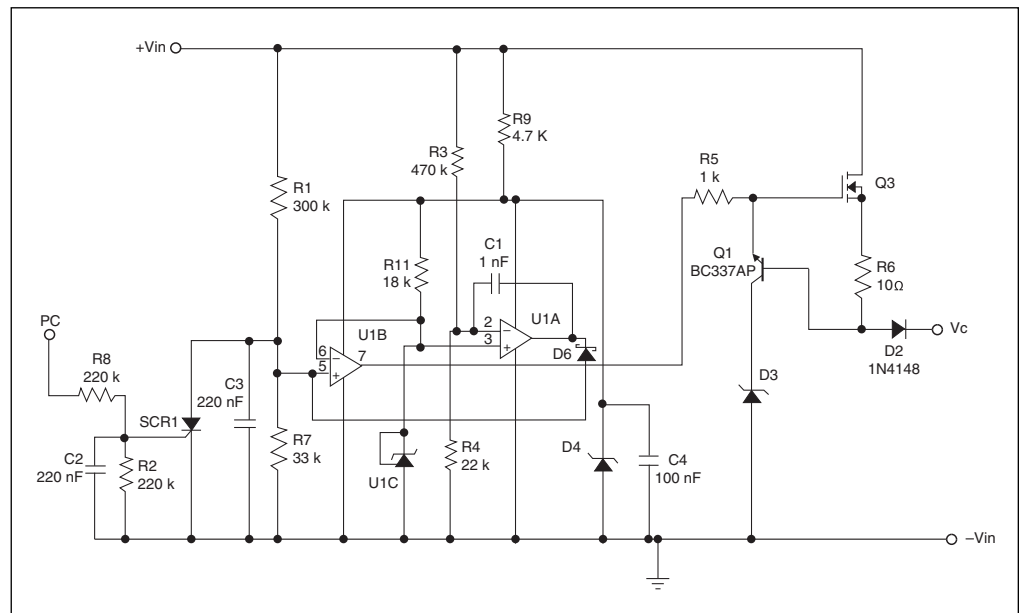 +Vin
R9
4.7 K
R3
470 k
R5
1 k
Q3
R1
300 k
C1
1 nF
Q1
BC337AP
R11
18 k
R6
10Ω
PC
U1B
U1A
2
3
6
5
7
−
+
−
+
D6
Vc
D2
1N4148
R8
220 k
C3
220 nF
D3
SCR1
R7
33 k
R4
22 k
D4
C2
220 nF
R2
220 k
C4
100 nF
U1C
–Vin